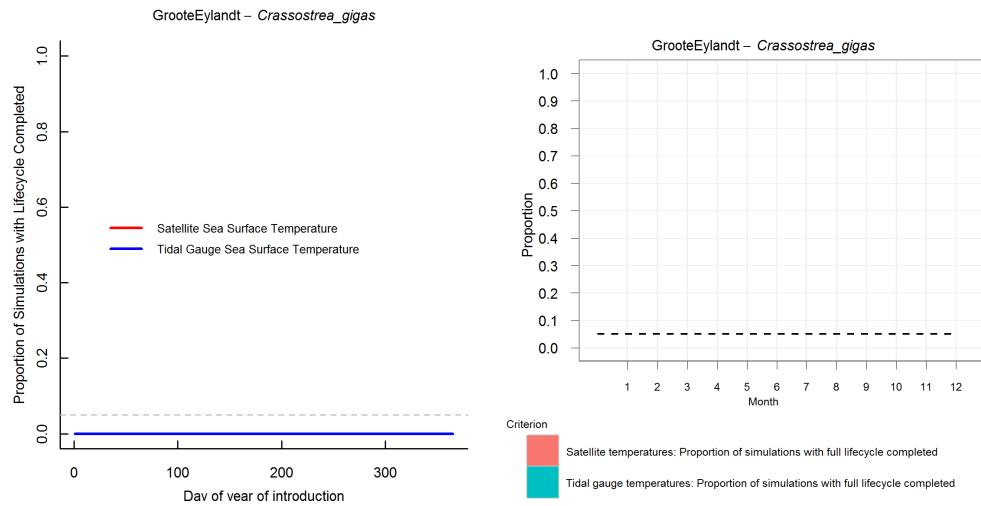 GrooteEylandt – Crassostrea_gigas
Proportion of Simulations with Lifecycle Completed
1.0
0.8
0.6
0.4
0.2
0.0
Satellite Sea Surface Temperature
Tidal Gauge Sea Surface Temperature
0
100
200
300
Day of year of introduction
GrooteEylandt – Crassostrea_gigas
Proportion
1.0
0.9
0.8
0.7
0.6
0.5
0.4
0.3
0.2
0.1
0.0
1 2 3 4 5 6 7 8 9 10 11 12
Month
Criterion
Satellite temperatures: Proportion of simulations with full lifecycle completed
Tidal gauge temperatures: Proportion of simulations with full lifecycle completed